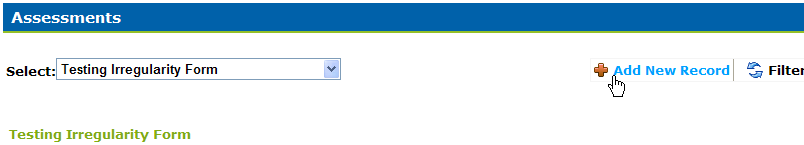 Assessments
Select: Testing Irregularity Form Add New Record Filter
Testing Irregularity Form